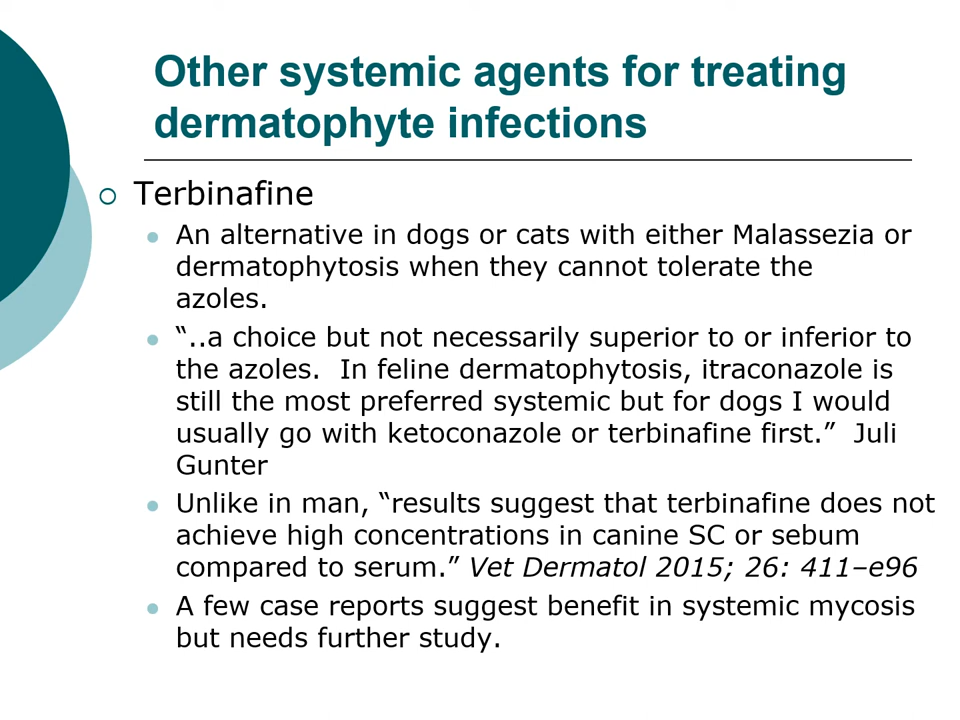 Other systemic agents for treating
dermatophyte infections
Terbinafine
An alternative in dogs or cats with either Malassezia or
dermatophytosis when they cannot tolerate the
azoles.
“..a choice but not necessarily superior to or inferior to
the azoles.  In feline dermatophytosis, itraconazole is
still the most preferred systemic but for dogs I would
usually go with ketoconazole or terbinafine first.”  Juli
Gunter
Unlike in man, “results suggest that terbinafine does not
achieve high concentrations in canine SC or sebum
compared to serum.” Vet Dermatol 2015; 26: 411–e96
A few case reports suggest benefit in systemic mycosis
but needs further study.